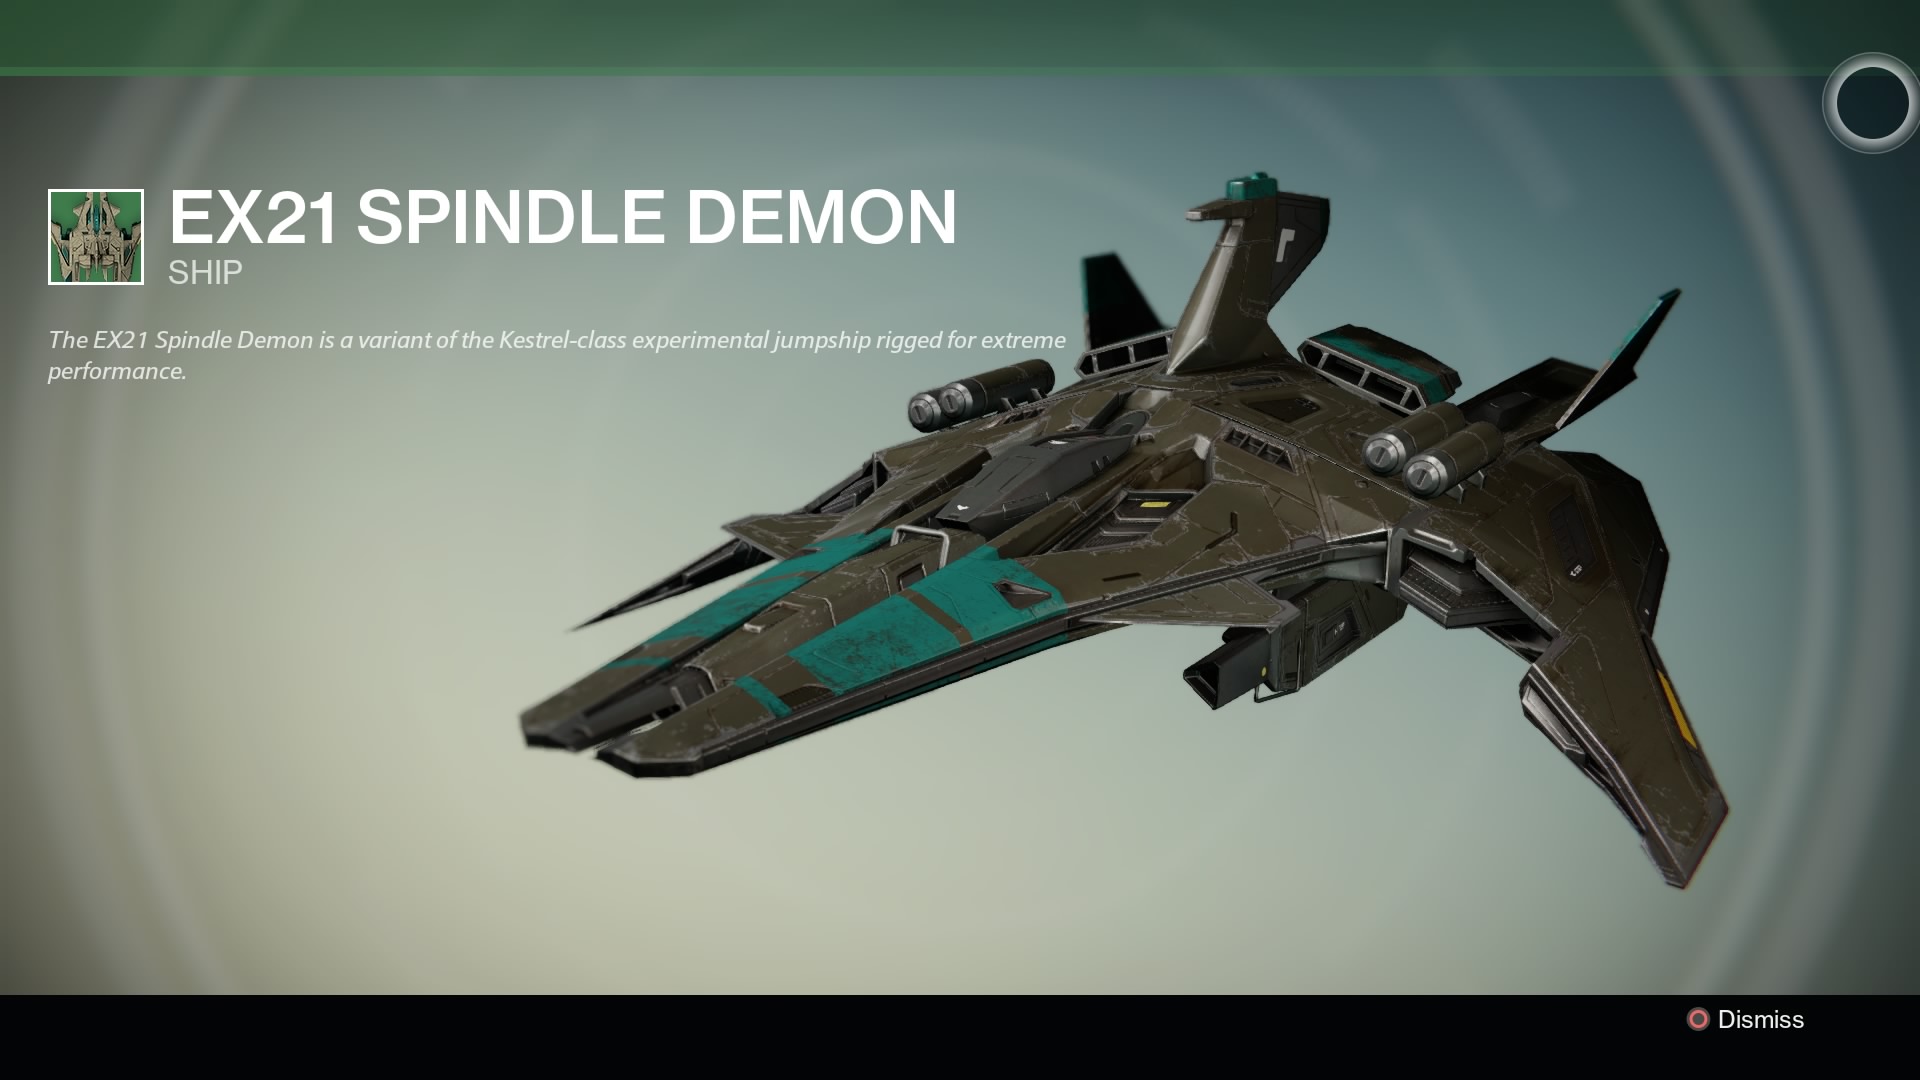 EX21 SPINDLE DEMON
SHIP
The EX21 Spindle Demon is a variant of the Kestrel-class experimental jumpship rigged for extreme
performance.
Dismiss